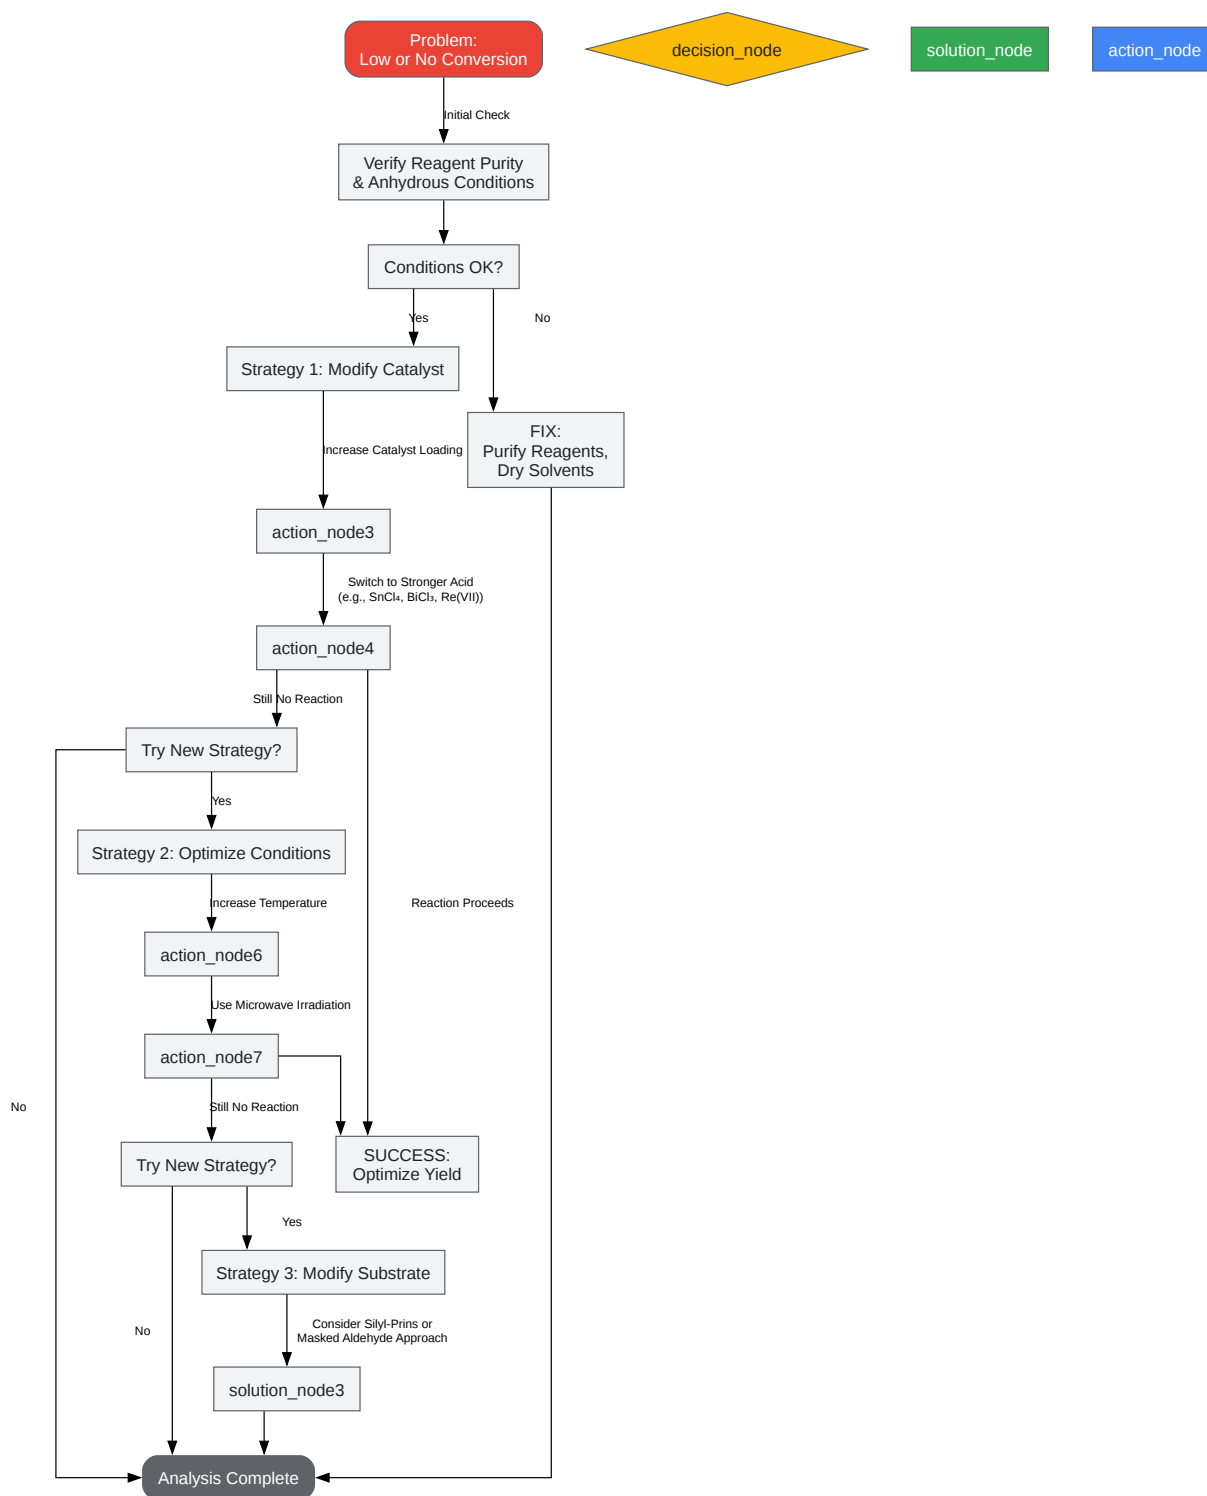 Problem:
Low or No Conversion
decision_node
solution_node
action_node
Initial Check
Verify Reagent Purity
& Anhydrous Conditions
Conditions OK?
Yes
No
Strategy 1: Modify Catalyst
FIX:
Purify Reagents,
Dry Solvents
Increase Catalyst Loading
action_node3
Switch to Stronger Acid
(e.g., SnCl₄, BiCl₃, Re(VII))
action_node4
Still No Reaction
Try New Strategy?
Yes
Strategy 2: Optimize Conditions
Increase Temperature
Reaction Proceeds
action_node6
Use Microwave Irradiation
action_node7
No
Still No Reaction
SUCCESS:
Optimize Yield
Try New Strategy?
Yes
Strategy 3: Modify Substrate
No
Consider Silyl-Prins or
Masked Aldehyde Approach
solution_node3
Analysis Complete